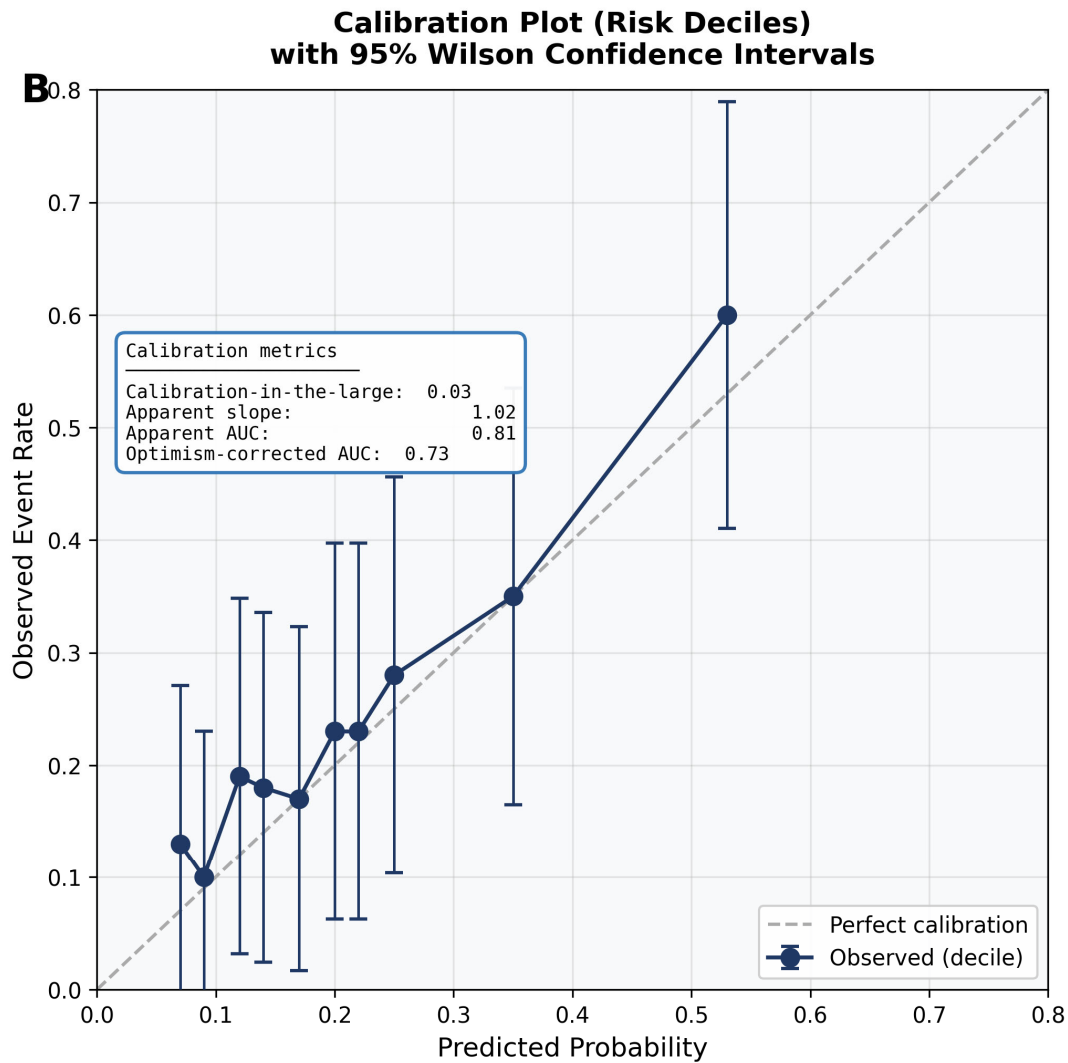 Calibration Plot (Risk Deciles)
with 95% Wilson Confidence Intervals
B
0.8
0.7
0.6
0.5
0.4
0.3
0.2
0.1
0.0
Observed Event Rate
Calibration metrics
Calibration-in-the-large: 0.03
Apparent slope: 1.02
Apparent AUC: 0.81
Optimism-corrected AUC: 0.73
Perfect calibration
Observed (decile)
0.0 0.1 0.2 0.3 0.4 0.5 0.6 0.7 0.8
Predicted Probability